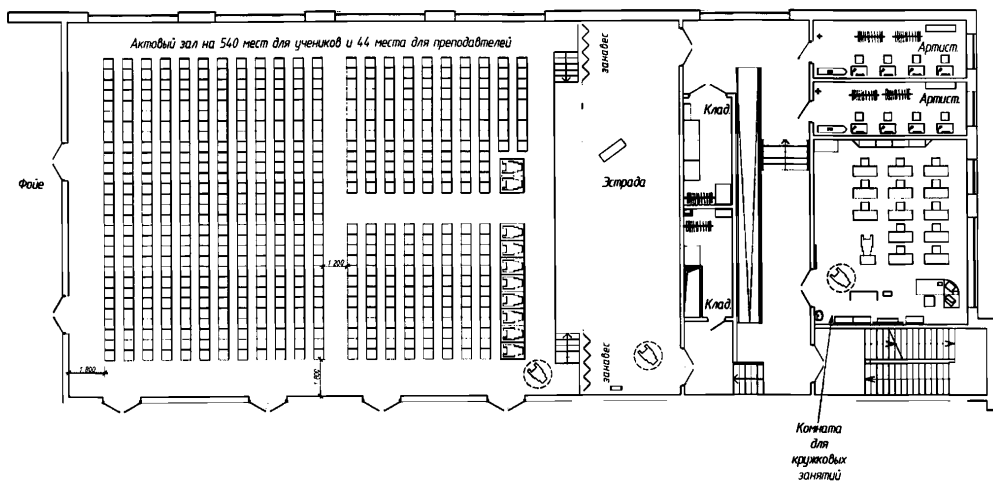 Актовый зал на 540 мест для учеников и 44 места для преподавателей
занавес
Артист.
Артист.
Клад.
Фойе
Эстрада
1 200
Клад.
занавес
1 800
1 800
Комната
для
кружковых
занятий